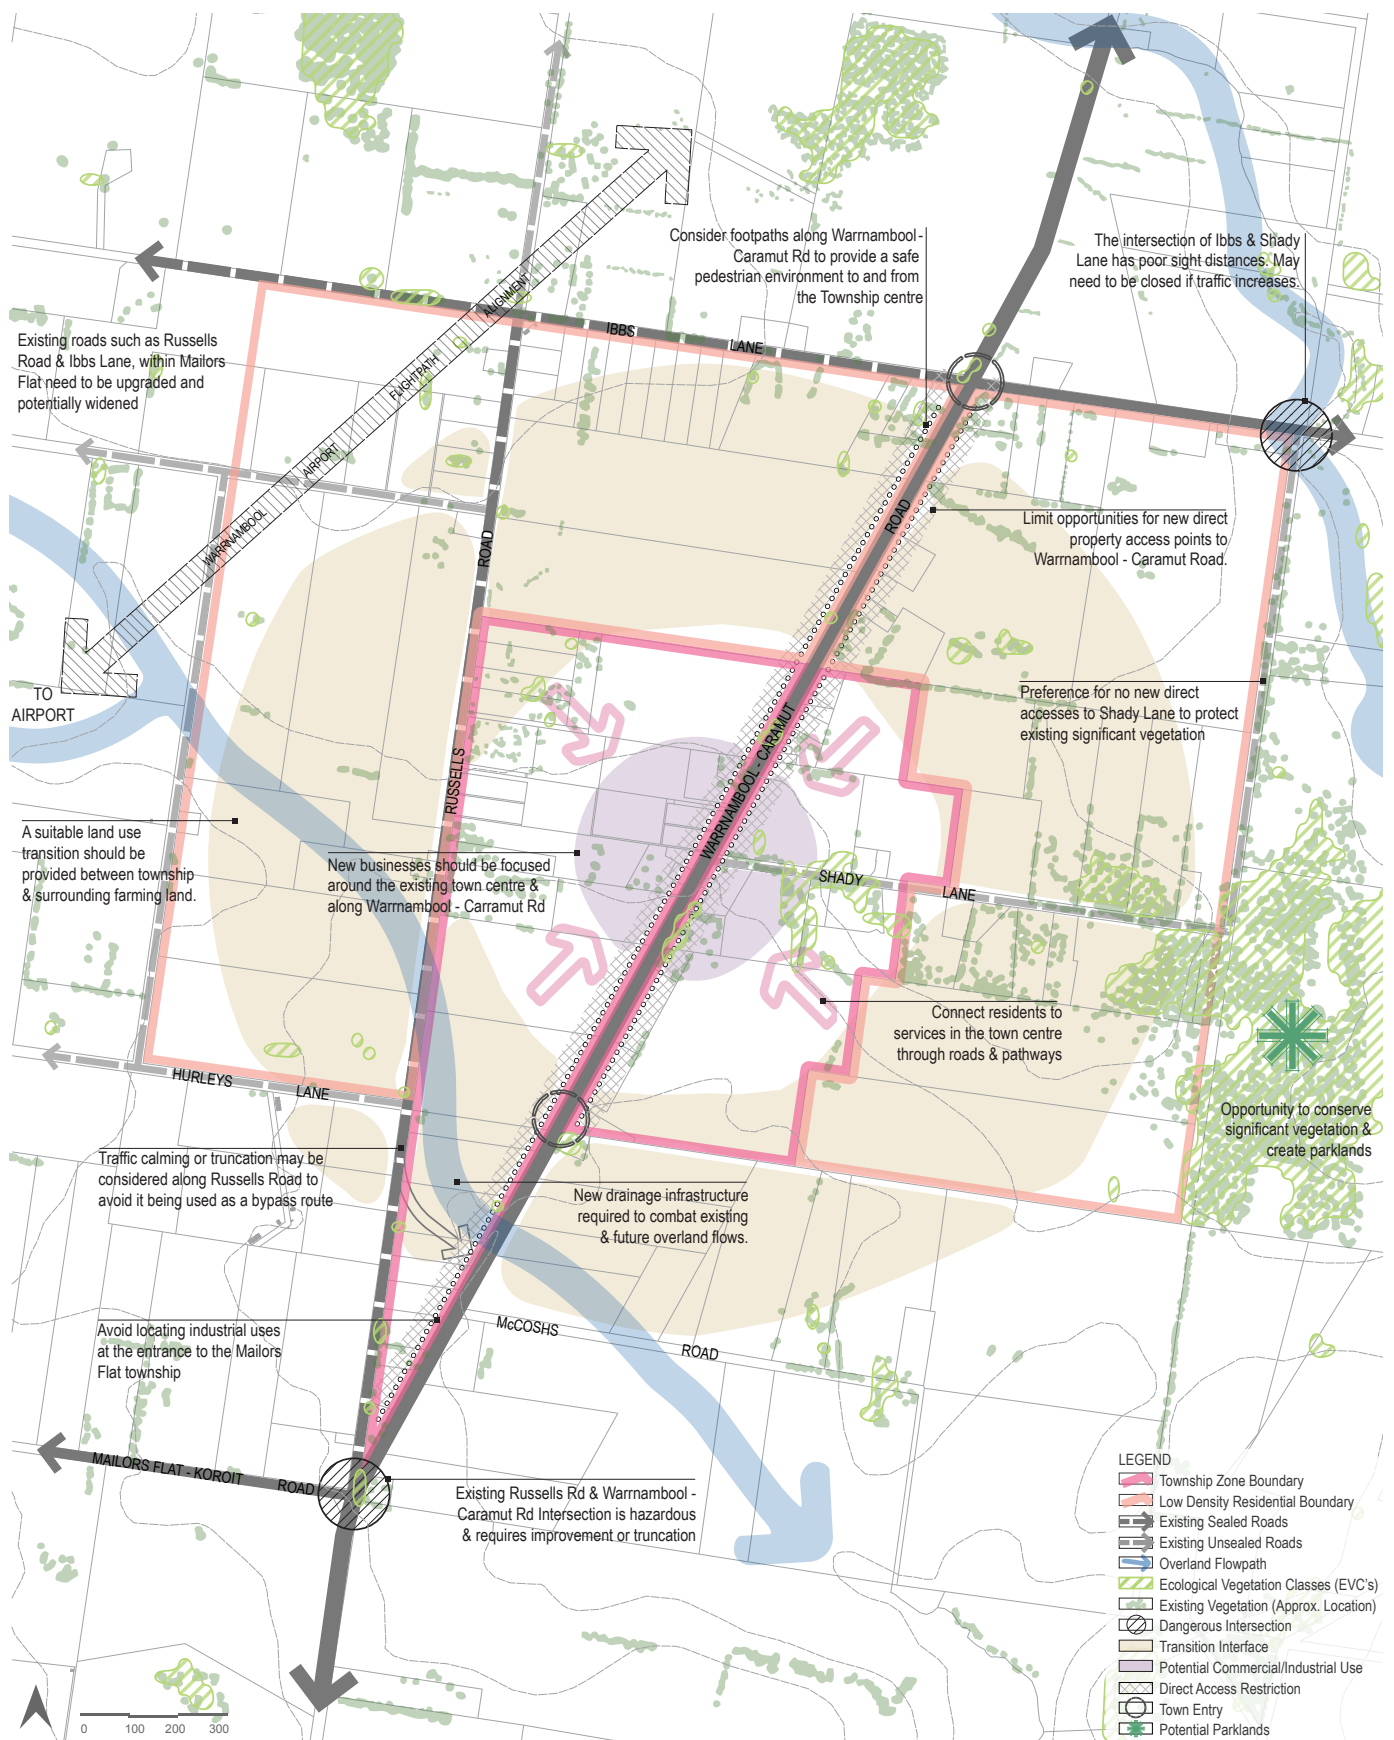 Consider footpaths along Warrnambool -
Caramut Rd to provide a safe
pedestrian environment to and from
the Township centre
The intersection of Ibbs & Shady
Lane has poor sight distances. May
need to be closed if traffic increases.
Existing roads such as Russells
Road & Ibbs Lane, within Mailors
Flat need to be upgraded and
potentially widened
IBBS LANE
WARRNAMBOOL AIRPORT FLIGHTPATH ALIGNMENT
ROAD
ROAD
Limit opportunities for new direct
property access points to
Warrnambool - Caramut Road.
TO
AIRPORT
Preference for no new direct
accesses to Shady Lane to protect
existing significant vegetation
RUSSELLS
WARRNAMBOOL - CARAMUT
A suitable land use
transition should be
provided between township
& surrounding farming land.
New businesses should be focused
around the existing town centre &
along Warrnambool - Carramut Rd
SHADY LANE
Connect residents to
services in the town centre
through roads & pathways
HURLEYS LANE
Opportunity to conserve
significant vegetation &
create parklands
Traffic calming or truncation may be
considered along Russells Road to
avoid it being used as a bypass route
New drainage infrastructure
required to combat existing
& future overland flows.
Avoid locating industrial uses
at the entrance to the Mailors
Flat township
McCOSHS ROAD
MAILORS FLAT - KOROIT ROAD
Existing Russells Rd & Warrnambool -
Caramut Rd Intersection is hazardous
& requires improvement or truncation
LEGEND
Township Zone Boundary
Low Density Residential Boundary
Existing Sealed Roads
Existing Unsealed Roads
Overland Flowpath
Ecological Vegetation Classes (EVC's)
Existing Vegetation (Approx. Location)
Dangerous Intersection
Transition Interface
Potential Commercial/Industrial Use
Direct Access Restriction
Town Entry
Potential Parklands
0 100 200 300